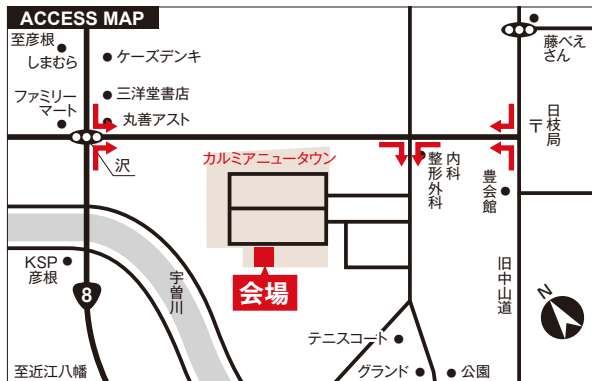 ACCESS MAP
至彦根
しまむら
ケーズデンキ
三洋堂書店
ファミリー
マート
丸善アスト
沢
カルミアニュータウン
内科
整形外科
藤べえ
さん
〒日枝局
豊会館
KSP
彦根
宇曽川
8
会場
旧中山道
N
テニスコート
グランド
公園
至近江八幡